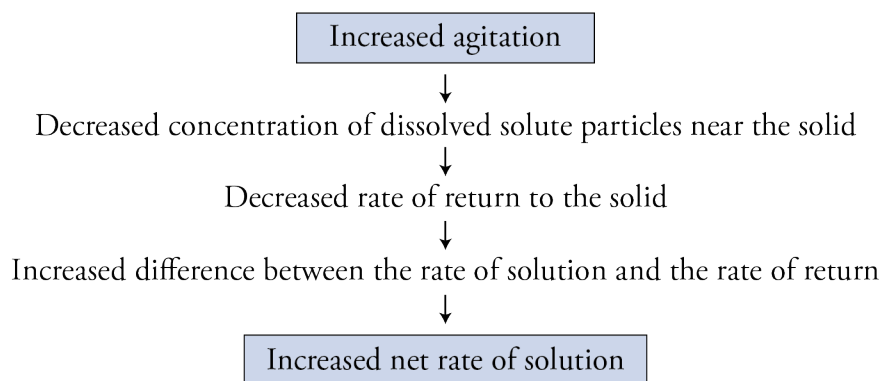 Increased agitation
Decreased concentration of dissolved solute particles near the solid
Decreased rate of return to the solid
Increased difference between the rate of solution and the rate of return
Increased net rate of solution